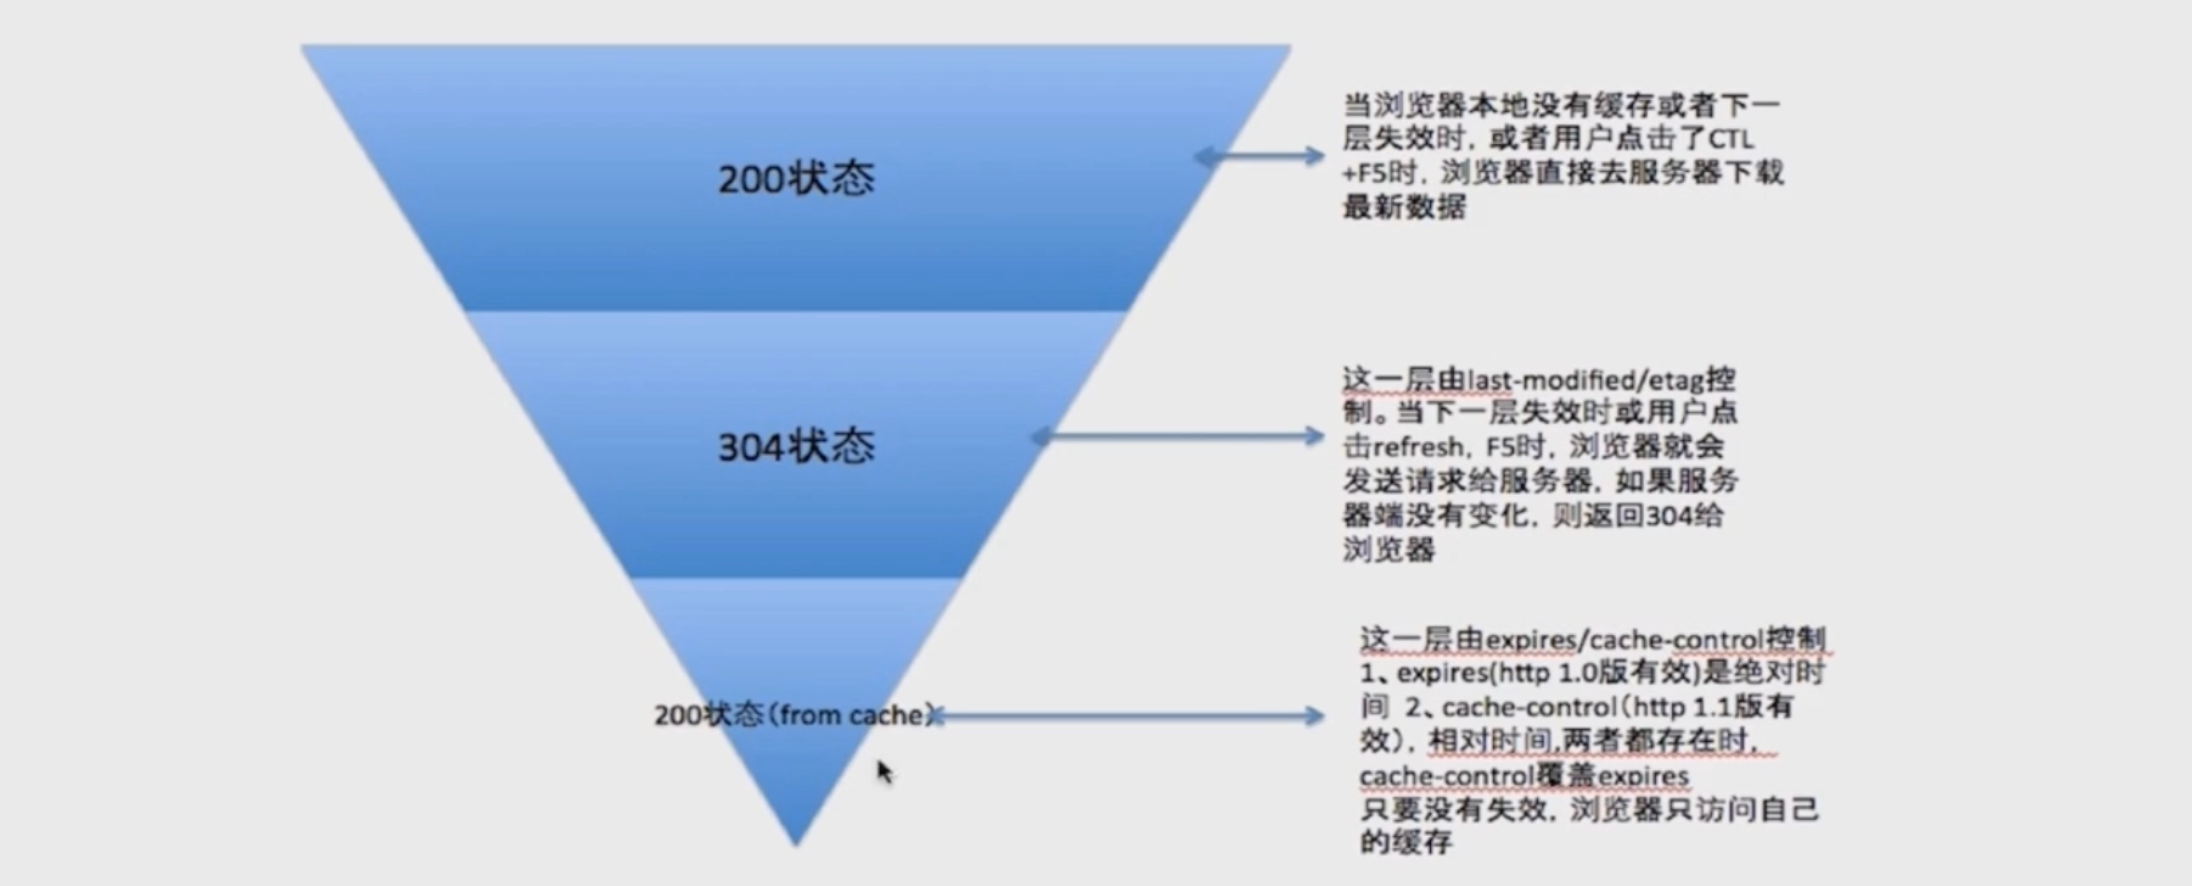 200状态
当浏览器本地没有缓存或者下一
层失效时，或者用户点击了CTL
+F5时，浏览器直接去服务器下载
最新数据
304状态
这一层由last-modified/etag控
制。当下一层失效时或用户点
击refresh，F5时，浏览器就会
发送请求给服务器，如果服务
器端没有变化，则返回304给
浏览器
200状态（from cache）
这一层由expires/cache-control控制
1、expires(http 1.0版有效)是绝对时
间 2、cache-control（http 1.1版有
效），相对时间,两者都存在时，
cache-control覆盖expires
只要没有失效，浏览器只访问自己
的缓存